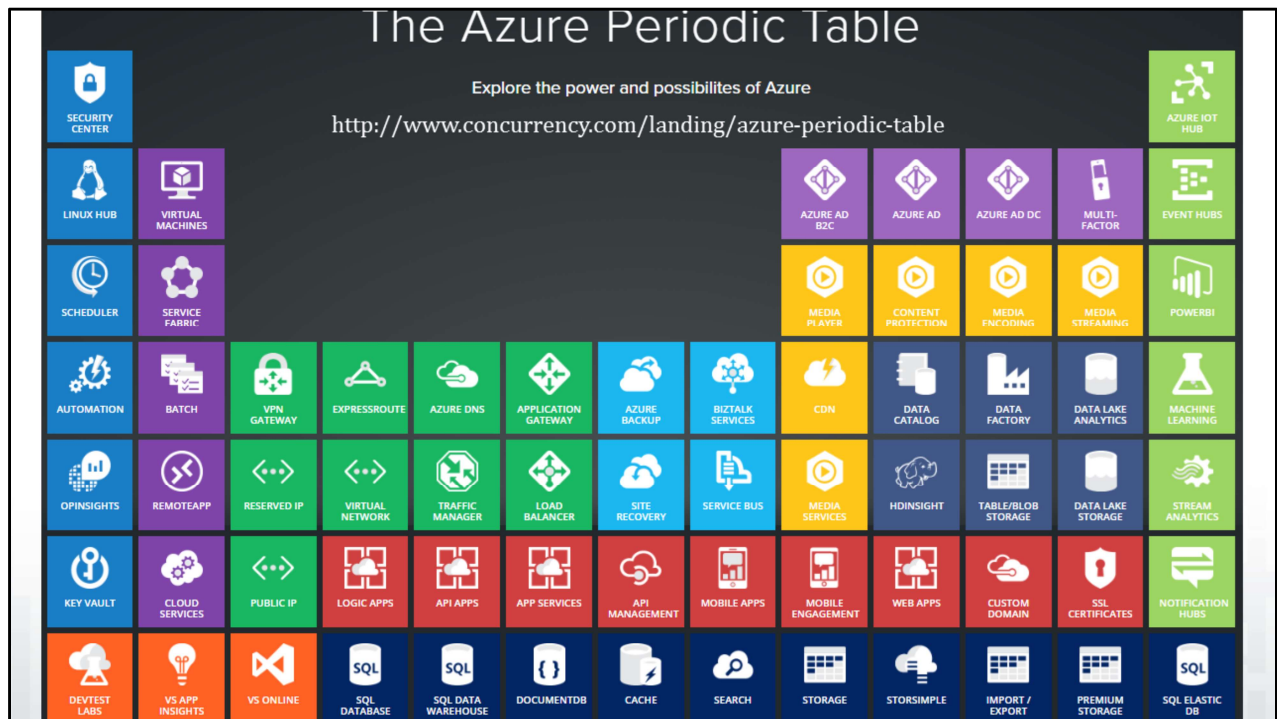 The Azure Periodic Table
Explore the power and possibilites of Azure
http://www.concurrency.com/landing/azure-periodic-table
SECURITY
CENTER
AZURE IOT
HUB
LINUX HUB
VIRTUAL
MACHINES
AZURE AD
B2C
AZURE AD
AZURE AD DC
MULTI-
FACTOR
EVENT HUBS
SCHEDULER
SERVICE
FABRIC
MEDIA
PLAYER
CONTENT
PROTECTION
MEDIA
ENCODING
MEDIA
STREAMING
POWERBI
AUTOMATION
BATCH
VPN
GATEWAY
EXPRESSROUTE
AZURE DNS
APPLICATION
GATEWAY
AZURE
BACKUP
BIZTALK
SERVICES
CDN
DATA
CATALOG
DATA
FACTORY
DATA LAKE
ANALYTICS
MACHINE
LEARNING
OPINSIGHTS
REMOTEAPP
RESERVED IP
VIRTUAL
NETWORK
TRAFFIC
MANAGER
LOAD
BALANCER
SITE
RECOVERY
SERVICE BUS
MEDIA
SERVICES
HDINSIGHT
TABLE/BLOB
STORAGE
DATA LAKE
STORAGE
STREAM
ANALYTICS
KEY VAULT
CLOUD
SERVICES
PUBLIC IP
LOGIC APPS
API APPS
APP SERVICES
API
MANAGEMENT
MOBILE APPS
MOBILE
ENGAGEMENT
WEB APPS
CUSTOM
DOMAIN
SSL
CERTIFICATES
NOTIFICATION
HUBS
DEVTEST
LABS
VS APP
INSIGHTS
VS ONLINE
SQL
SQL
DATABASE
SQL
SQL DATA
WAREHOUSE
{ }
DOCUMENTDB
CACHE
SEARCH
STORAGE
STORSIMPLE
IMPORT /
EXPORT
PREMIUM
STORAGE
SQL
SQL ELASTIC
DB